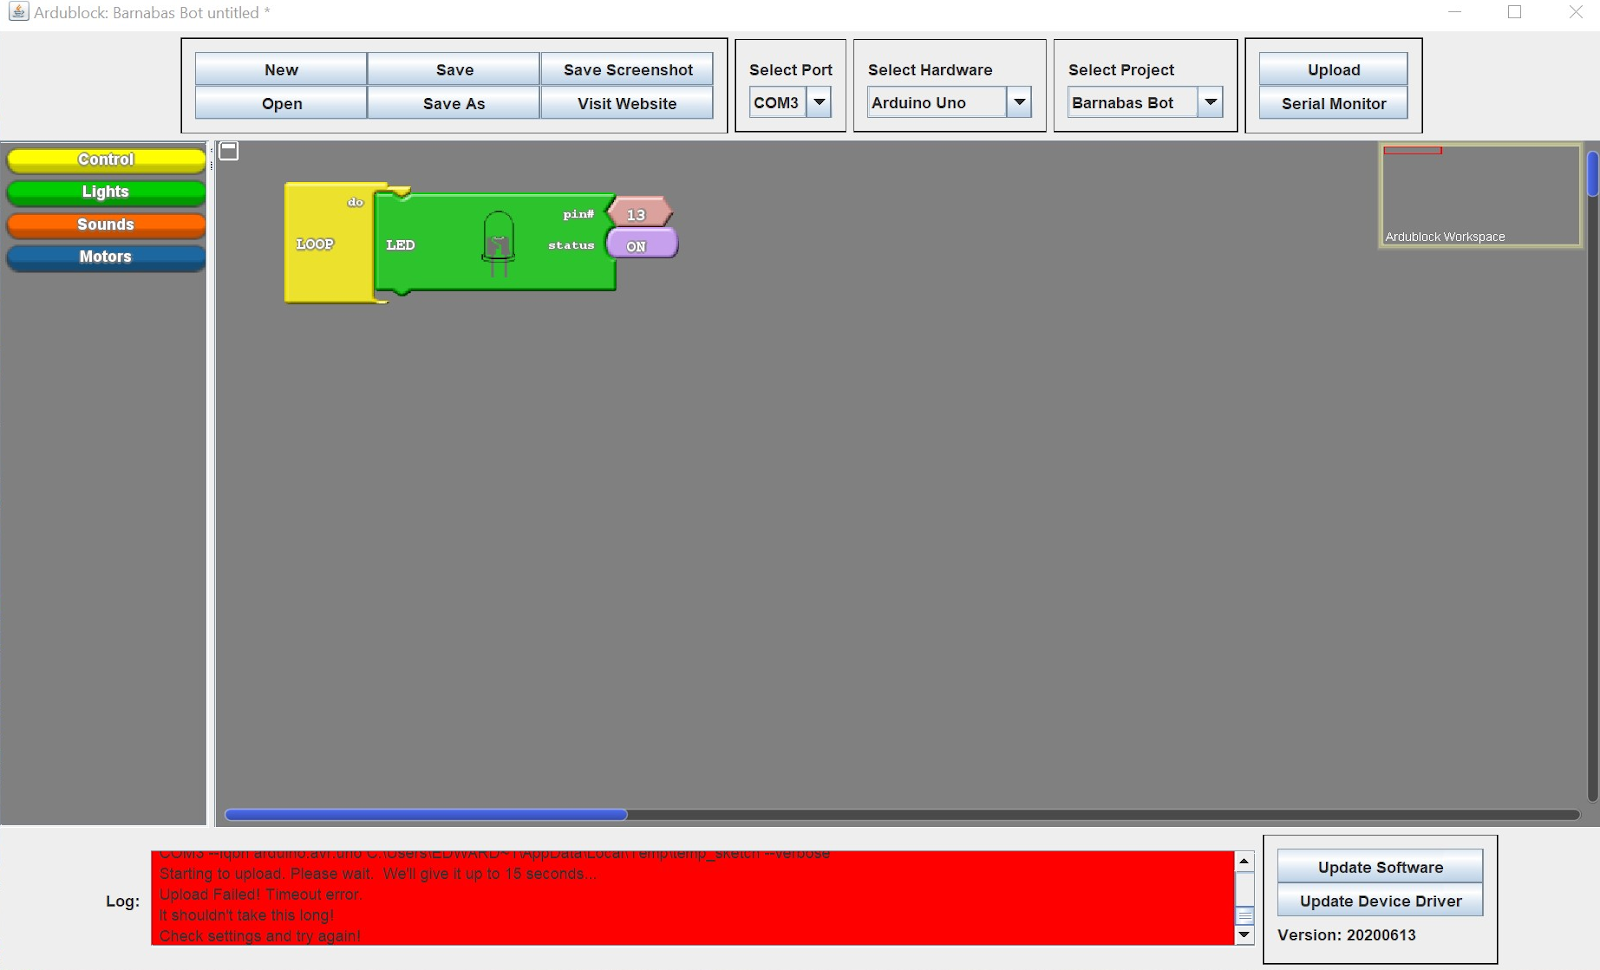 Ardublock: Barnabas Bot untitled *
New
Save
Save Screenshot
Open
Save As
Visit Website
Select Port
COM3
Select Hardware
Arduino Uno
Select Project
Barnabas Bot
Upload
Serial Monitor
Control
Lights
Sounds
Motors
LOOP
do
LED
pin#
13
status
ON
Ardublock Workspace
Log:
COM3 --fqbn arduino:avr:uno C:\Users\EDWARD~1\AppData\Local\Temp\temp_sketch --verbose
Starting to upload. Please wait.  We'll give it up to 15 seconds...
Upload Failed! Timeout error.
It shouldn't take this long!
Check settings and try again!
Update Software
Update Device Driver
Version: 20200613